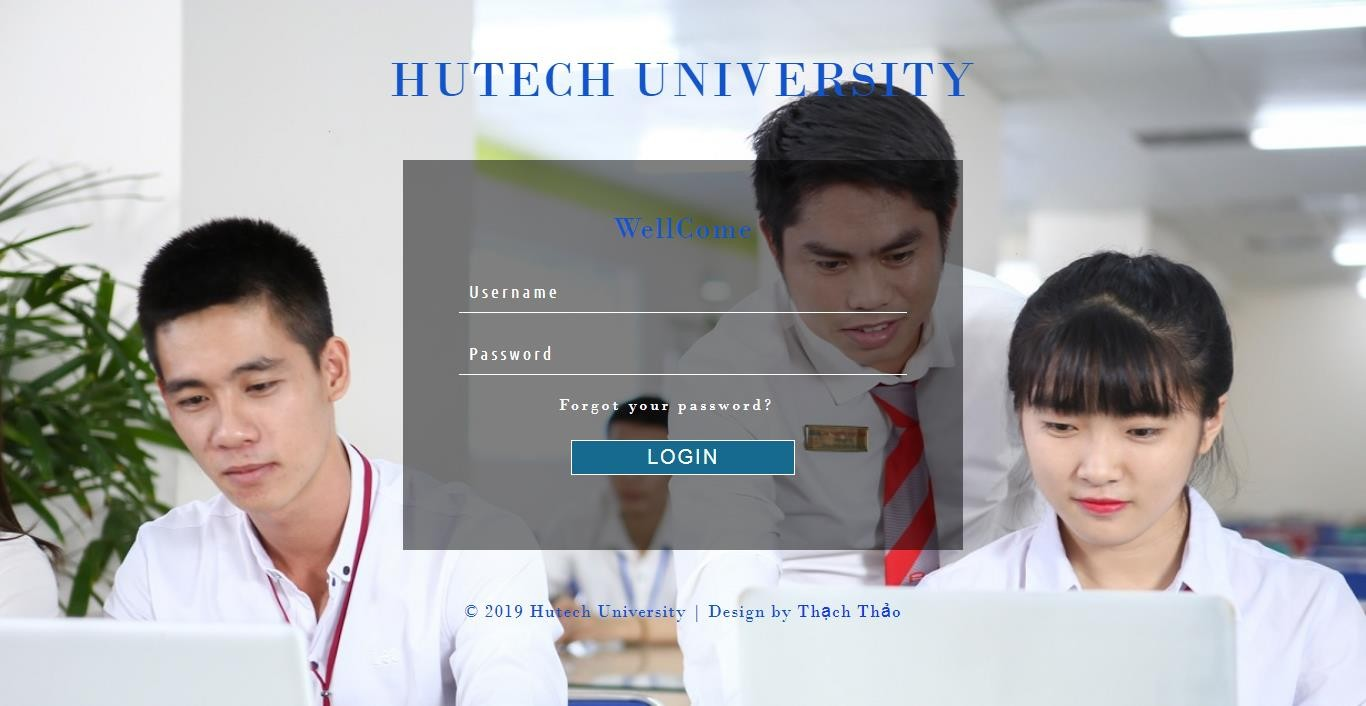 HUTECH UNIVERSITY
WellCome
Username
Password
Forgot your password?
LOGIN
© 2019 Hutech University | Design by Thạch Thảo